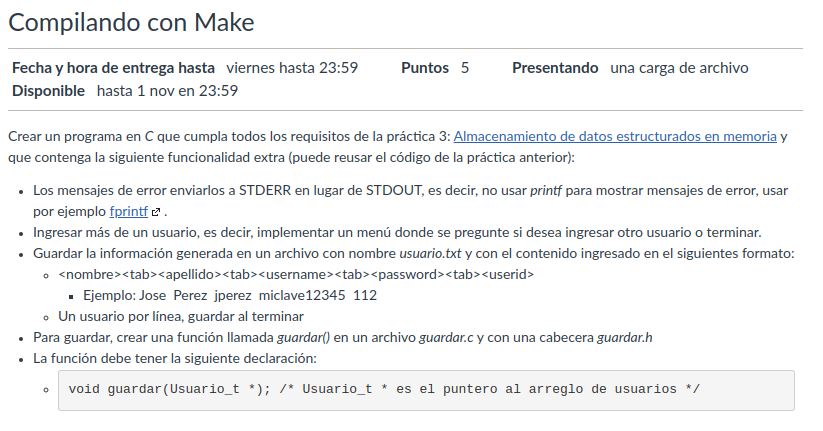 Compilando con Make
Fecha y hora de entrega hasta viernes hasta 23:59 Puntos 5 Presentando una carga de archivo
Disponible hasta 1 nov en 23:59
Crear un programa en C que cumpla todos los requisitos de la práctica 3: Almacenamiento de datos estructurados en memoria y
que contenga la siguiente funcionalidad extra (puede reusar el código de la práctica anterior):
• Los mensajes de error enviarlos a STDERR en lugar de STDOUT, es decir, no usar printf para mostrar mensajes de error, usar
por ejemplo fprintf .
• Ingresar más de un usuario, es decir, implementar un menú donde se pregunte si desea ingresar otro usuario o terminar.
• Guardar la información generada en un archivo con nombre usuario.txt y con el contenido ingresado en el siguientes formato:
◦ <nombre><tab><apellido><tab><username><tab><password><tab><userid>
▪ Ejemplo: Jose Perez jperez miclave12345 112
◦ Un usuario por línea, guardar al terminar
• Para guardar, crear una función llamada guardar() en un archivo guardar.c y con una cabecera guardar.h
• La función debe tener la siguiente declaración:
◦ void guardar(Usuario_t *); /* Usuario_t * es el puntero al arreglo de usuarios */